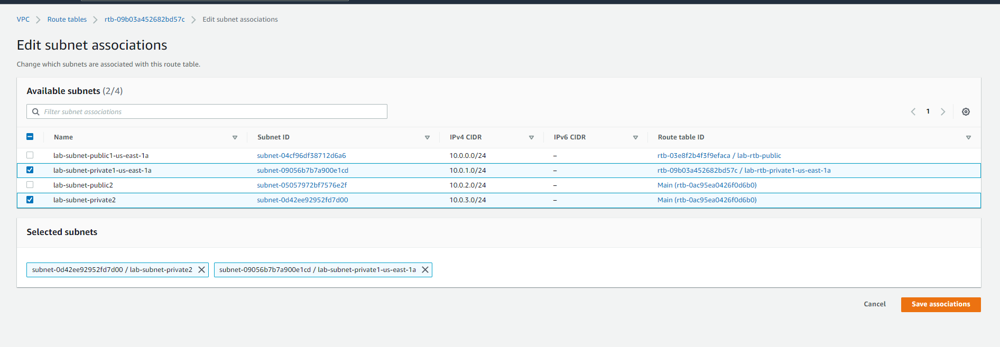 VPC > Route tables > rtb-09b03a452682bd57c > Edit subnet associations
Edit subnet associations
Change which subnets are associated with this route table.
Available subnets (2/4)
Filter subnet associations
1
Name Subnet ID IPv4 CIDR IPv6 CIDR Route table ID
lab-subnet-public1-us-east-1a subnet-04cf96df38712d6a6 10.0.0.0/24 – rtb-03e8f2b4f3f9efaca / lab-rtb-public
lab-subnet-private1-us-east-1a subnet-09056b7b7a900e1cd 10.0.1.0/24 – rtb-09b03a452682bd57c / lab-rtb-private1-us-east-1a
lab-subnet-public2 subnet-05057972bf7576e2f 10.0.2.0/24 – Main (rtb-0ac95ea0426f0d6b0)
lab-subnet-private2 subnet-0d42ee92952fd7d00 10.0.3.0/24 – Main (rtb-0ac95ea0426f0d6b0)
Selected subnets
subnet-0d42ee92952fd7d00 / lab-subnet-private2 subnet-09056b7b7a900e1cd / lab-subnet-private1-us-east-1a
Cancel Save associations